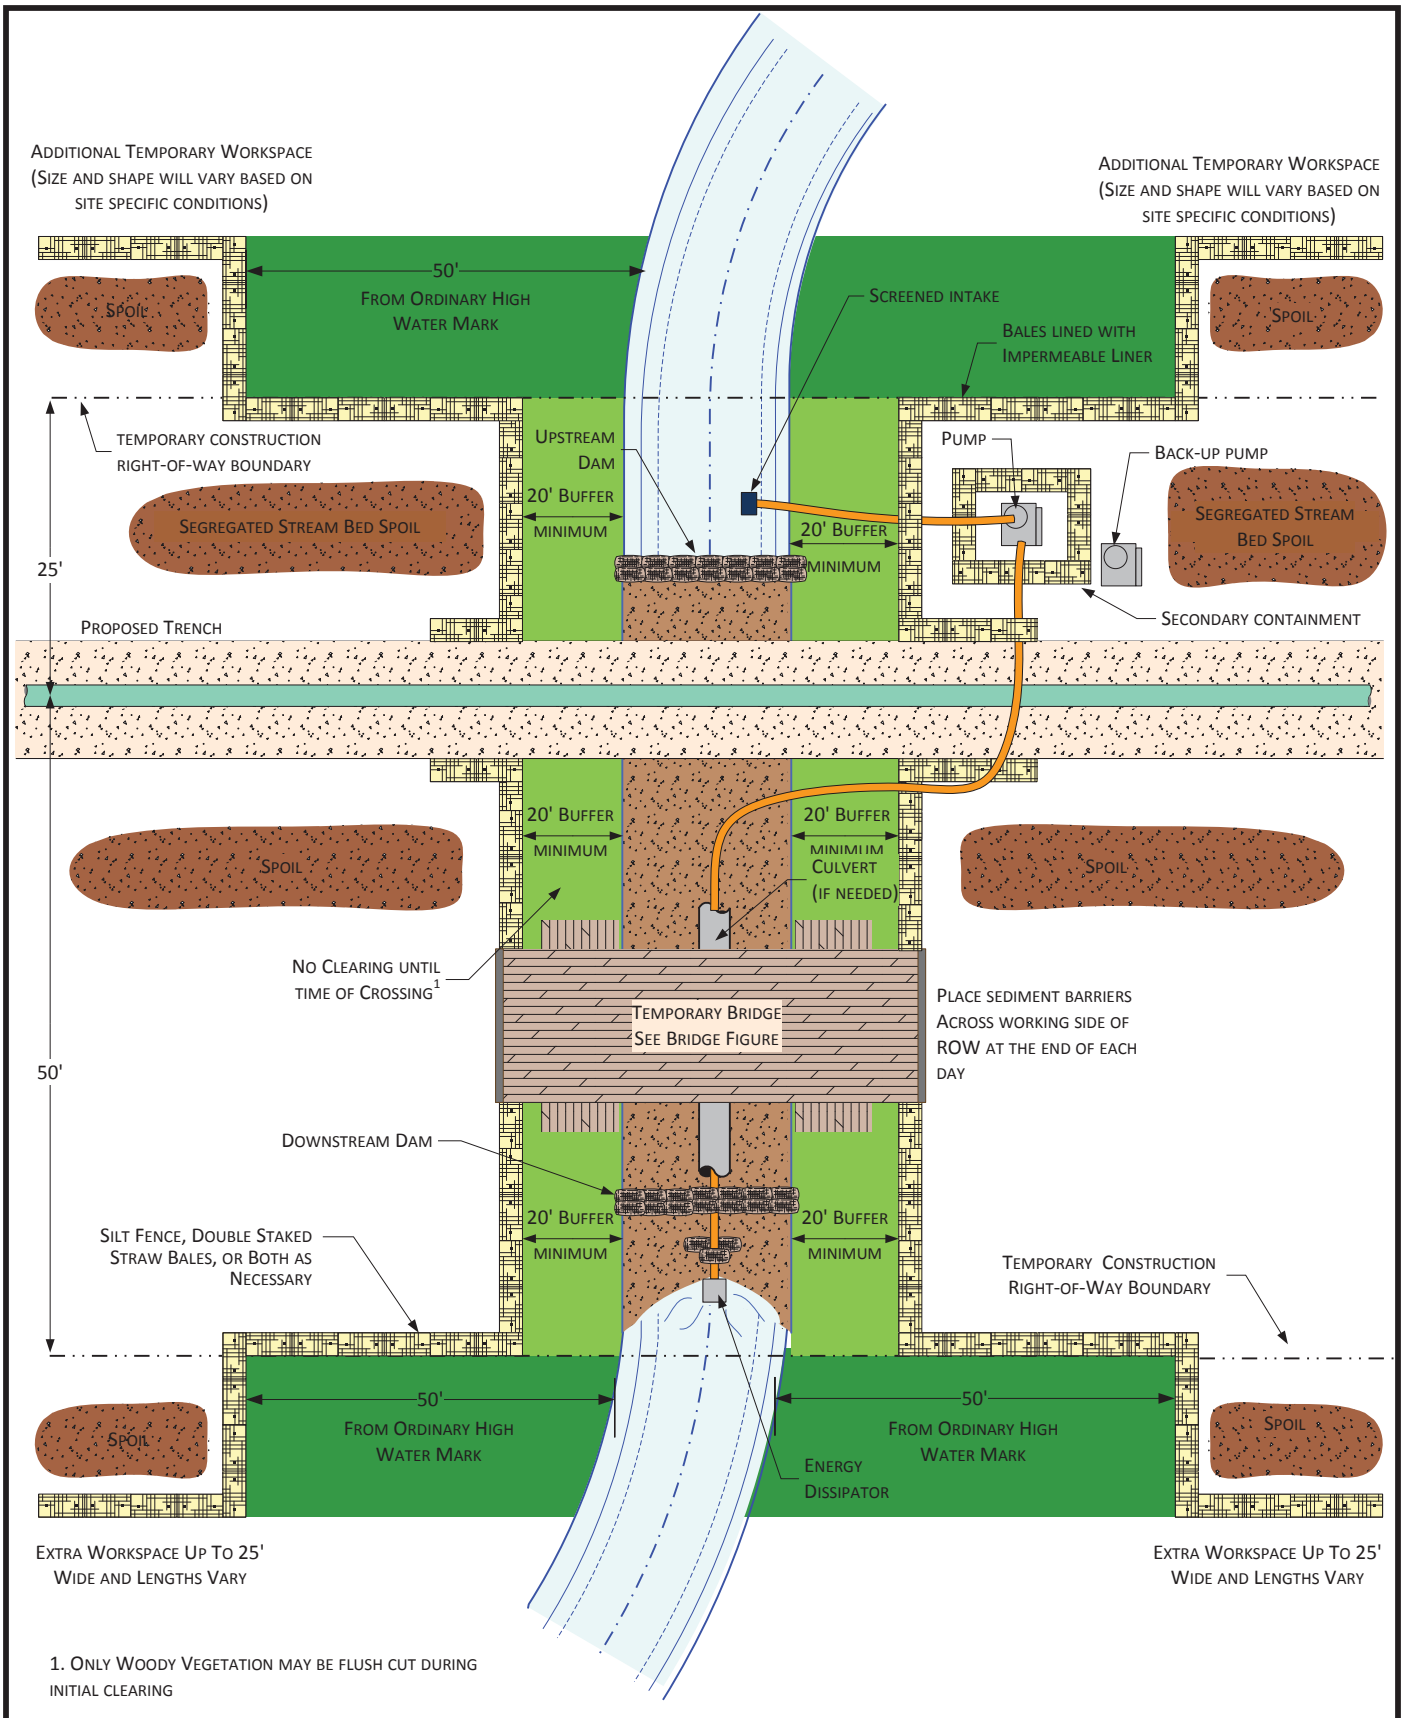 ADDITIONAL TEMPORARY WORKSPACE
(SIZE AND SHAPE WILL VARY BASED ON
SITE SPECIFIC CONDITIONS)
ADDITIONAL TEMPORARY WORKSPACE
(SIZE AND SHAPE WILL VARY BASED ON
SITE SPECIFIC CONDITIONS)
50'
FROM ORDINARY HIGH
WATER MARK
SCREENED INTAKE
SPOIL
SPOIL
BALES LINED WITH
IMPERMEABLE LINER
TEMPORARY CONSTRUCTION
RIGHT-OF-WAY BOUNDARY
UPSTREAM
DAM
PUMP
BACK-UP PUMP
20' BUFFER
MINIMUM
SEGREGATED STREAM BED SPOIL
SEGREGATED STREAM
BED SPOIL
20' BUFFER
MINIMUM
25'
SECONDARY CONTAINMENT
PROPOSED TRENCH
20' BUFFER
MINIMUM
20' BUFFER
MINIMUM
SPOIL
CULVERT
(IF NEEDED)
SPOIL
NO CLEARING UNTIL
TIME OF CROSSING1
TEMPORARY BRIDGE
SEE BRIDGE FIGURE
PLACE SEDIMENT BARRIERS
ACROSS WORKING SIDE OF
ROW AT THE END OF EACH
DAY
50'
DOWNSTREAM DAM
20' BUFFER
MINIMUM
20' BUFFER
MINIMUM
SILT FENCE, DOUBLE STAKED
STRAW BALES, OR BOTH AS
NECESSARY
TEMPORARY CONSTRUCTION
RIGHT-OF-WAY BOUNDARY
50'
FROM ORDINARY HIGH
WATER MARK
50'
FROM ORDINARY HIGH
WATER MARK
SPOIL
SPOIL
ENERGY
DISSIPATOR
EXTRA WORKSPACE UP TO 25'
WIDE AND LENGTHS VARY
EXTRA WORKSPACE UP TO 25'
WIDE AND LENGTHS VARY
1. ONLY WOODY VEGETATION MAY BE FLUSH CUT DURING
INITIAL CLEARING